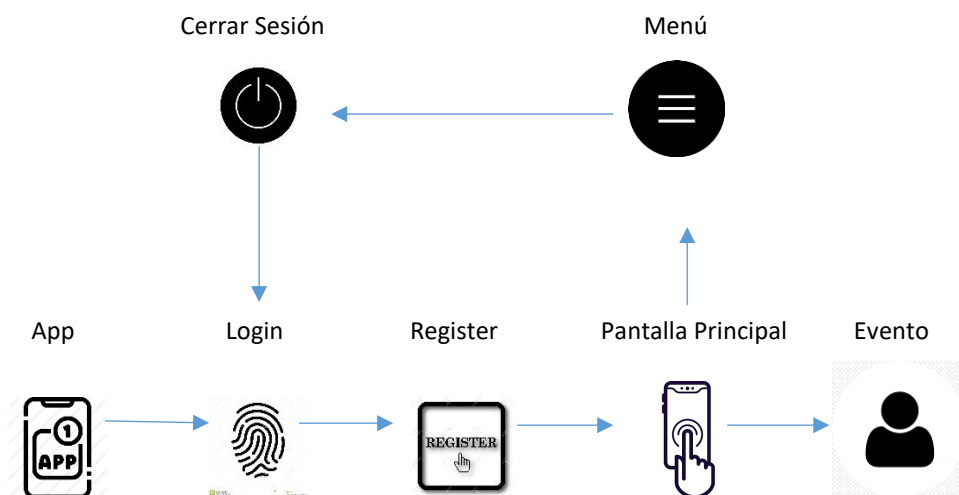 Cerrar Sesión
Menú
App
Login
Register
Pantalla Principal
Evento
1
APP
REGISTER